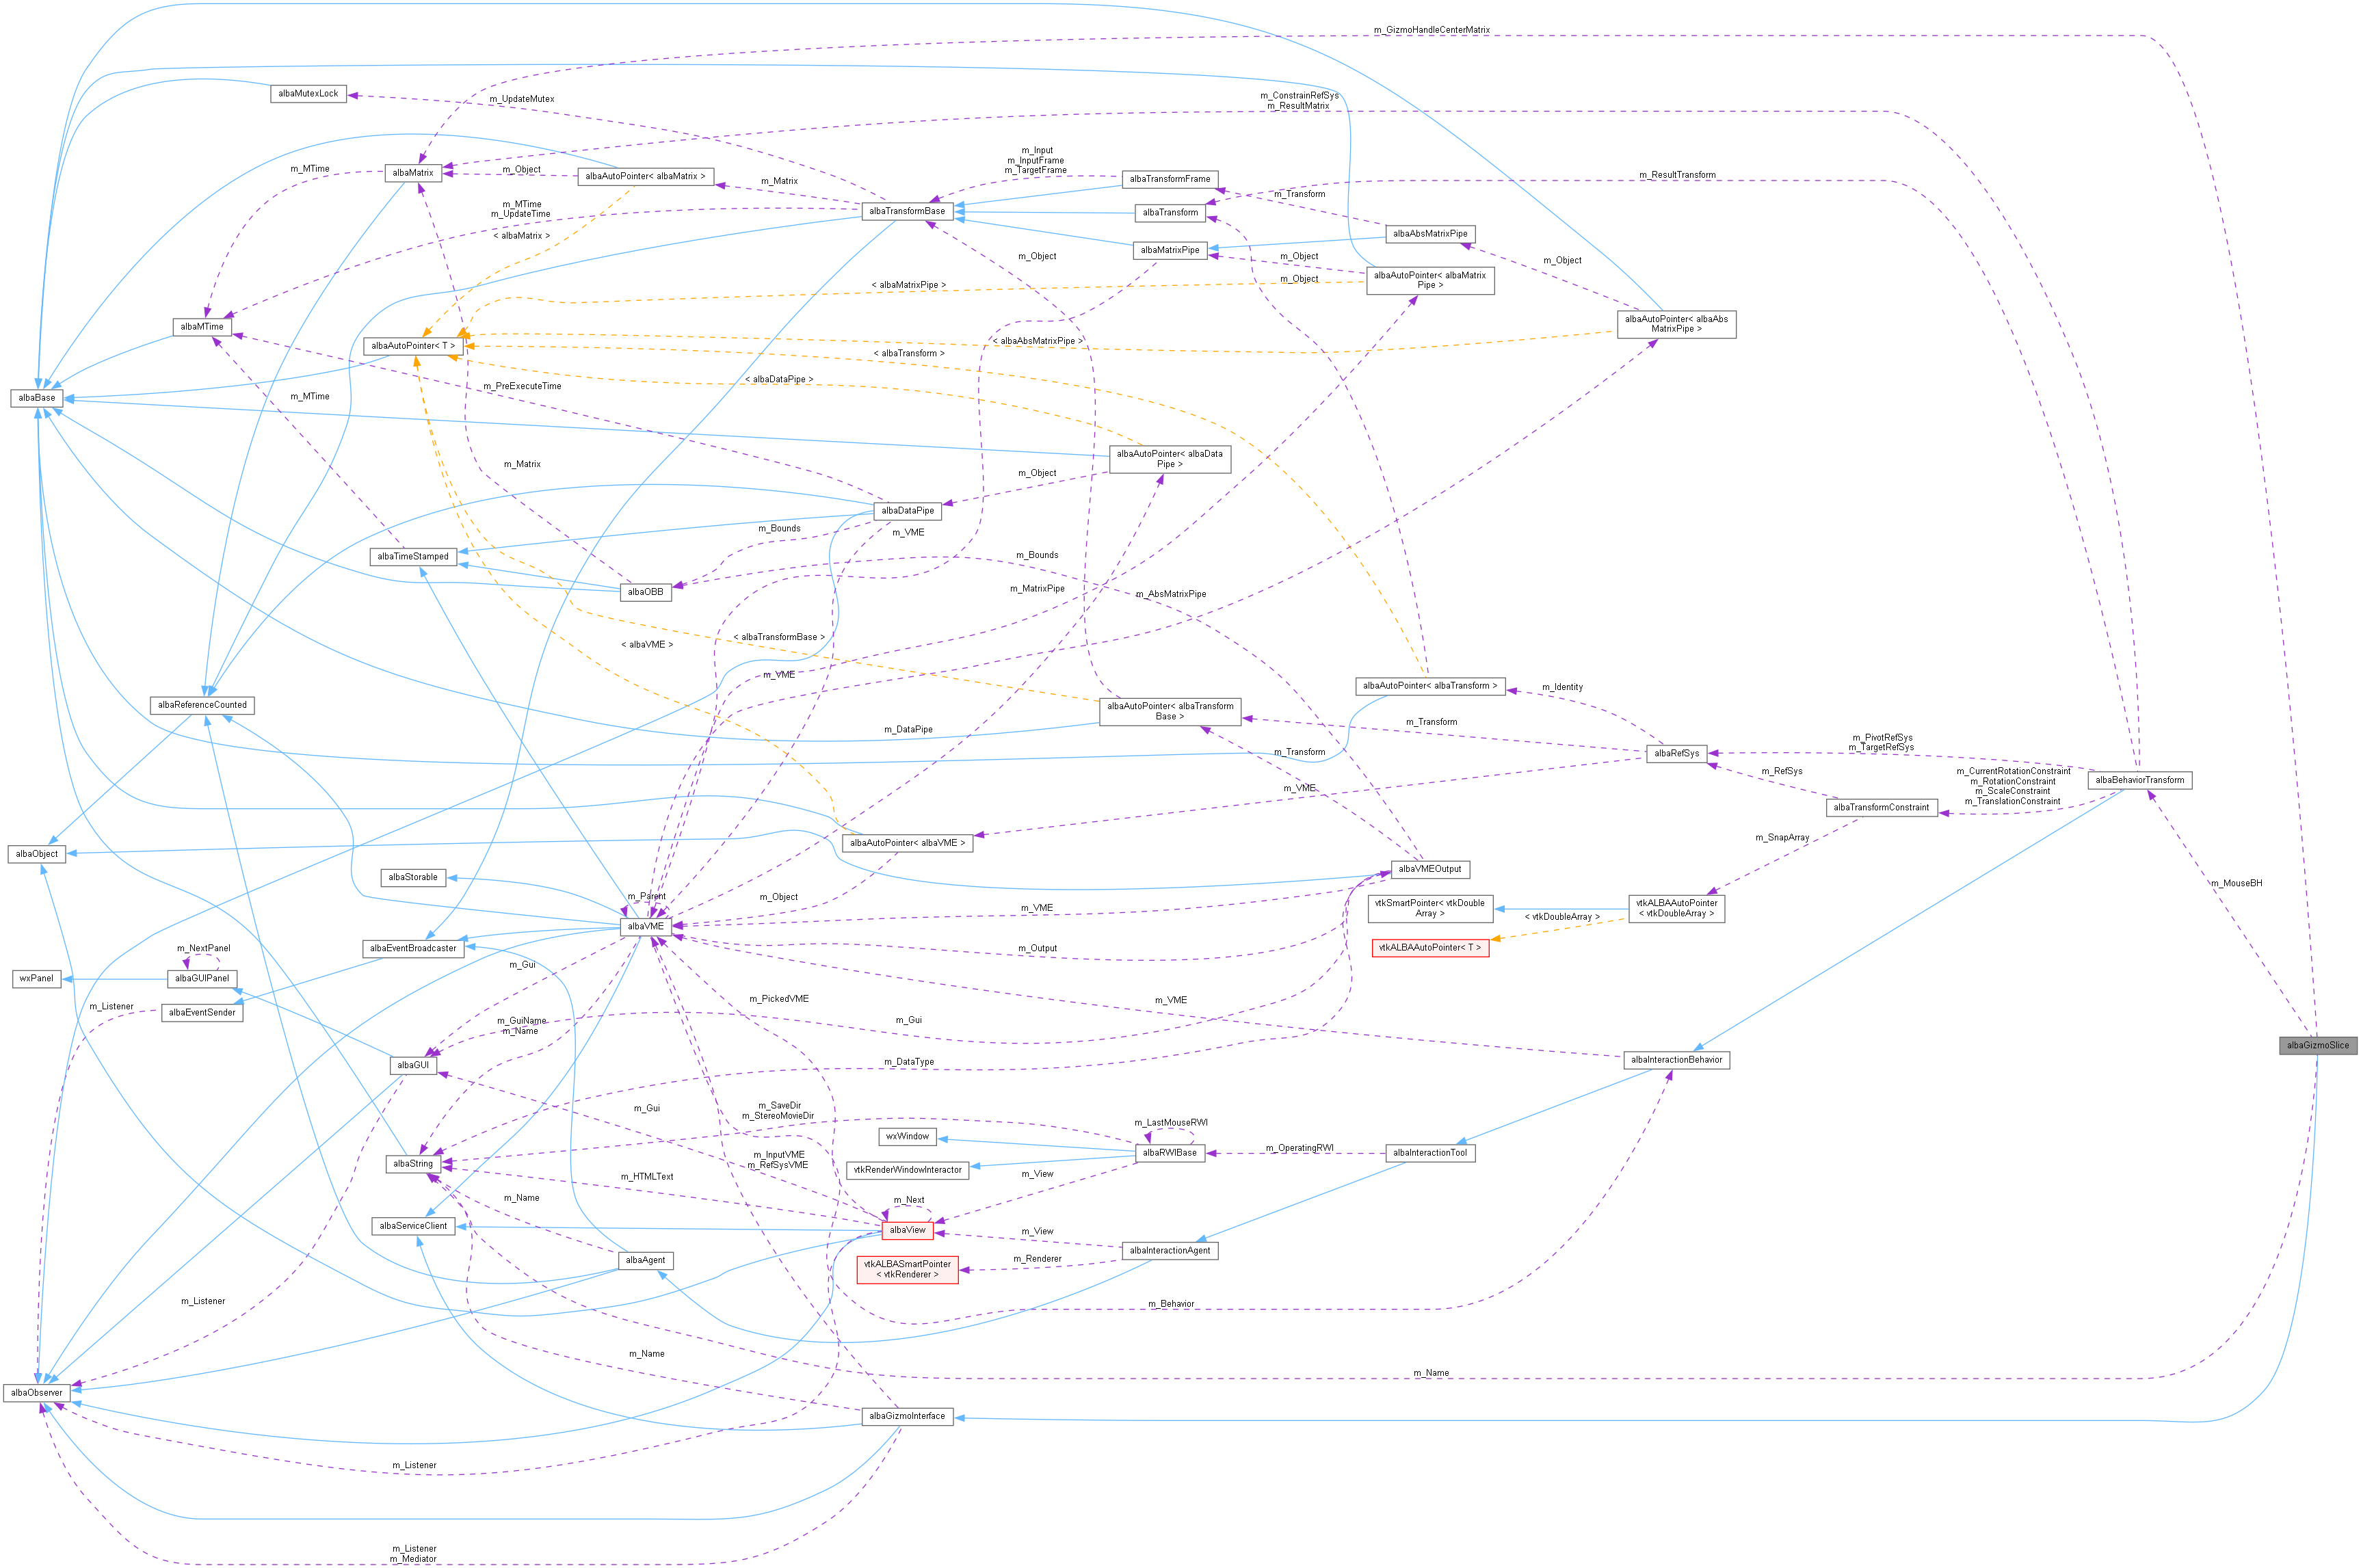 m_GizmoHandleCenterMatrix
albaMutexLock
m_UpdateMutex
m_ConstrainRefSys
m_ResultMatrix
m_MTime
albaMatrix
m_Object
albaAutoPointer< albaMatrix >
m_Matrix
m_Input
m_InputFrame
m_TargetFrame
albaTransformFrame
m_Transform
m_ResultTransform
m_MTime
m_UpdateTime
< albaMatrix >
albaTransformBase
albaTransform
albaAbsMatrixPipe
albaMatrixPipe
m_Object
m_Object
m_Object
m_Object
albaAutoPointer< albaMatrix
Pipe >
< albaMatrixPipe >
albaMTime
albaAutoPointer< albaAbs
MatrixPipe >
albaAutoPointer< T >
< albaAbsMatrixPipe >
< albaTransform >
< albaDataPipe >
m_PreExecuteTime
albaBase
m_MTime
m_Matrix
albaAutoPointer< albaData
Pipe >
m_Object
albaDataPipe
m_Bounds
m_VME
albaTimeStamped
m_Bounds
albaOBB
m_MatrixPipe
m_AbsMatrixPipe
< albaTransformBase >
< albaVME >
m_VME
albaAutoPointer< albaTransform >
m_Identity
albaReferenceCounted
albaAutoPointer< albaTransform
Base >
m_DataPipe
m_Transform
m_Transform
m_PivotRefSys
m_TargetRefSys
albaRefSys
m_RefSys
m_CurrentRotationConstraint
m_RotationConstraint
m_ScaleConstraint
m_TranslationConstraint
albaBehaviorTransform
m_VME
albaTransformConstraint
m_SnapArray
albaObject
albaAutoPointer< albaVME >
albaVMEOutput
albaStorable
m_Parent
m_Object
m_VME
m_MouseBH
vtkSmartPointer< vtkDouble
Array >
vtkALBAAutoPointer
< vtkDoubleArray >
< vtkDoubleArray >
albaVME
m_NextPanel
albaEventBroadcaster
m_Output
vtkALBAAutoPointer< T >
wxPanel
albaGUIPanel
m_Gui
m_Listener
albaEventSender
m_PickedVME
m_VME
m_GuiName
m_Name
m_Gui
albaGizmoSlice
albaGUI
m_DataType
albaInteractionBehavior
m_Gui
m_SaveDir
m_StereoMovieDir
m_LastMouseRWI
wxWindow
albaString
m_InputVME
m_RefSysVME
vtkRenderWindowInteractor
albaRWIBase
m_OperatingRWI
albaInteractionTool
m_HTMLText
m_View
m_Name
m_Next
albaServiceClient
albaView
m_View
albaInteractionAgent
albaAgent
vtkALBASmartPointer
< vtkRenderer >
m_Renderer
m_Listener
m_Behavior
m_Name
m_Name
albaObserver
albaGizmoInterface
m_Listener
m_Listener
m_Mediator